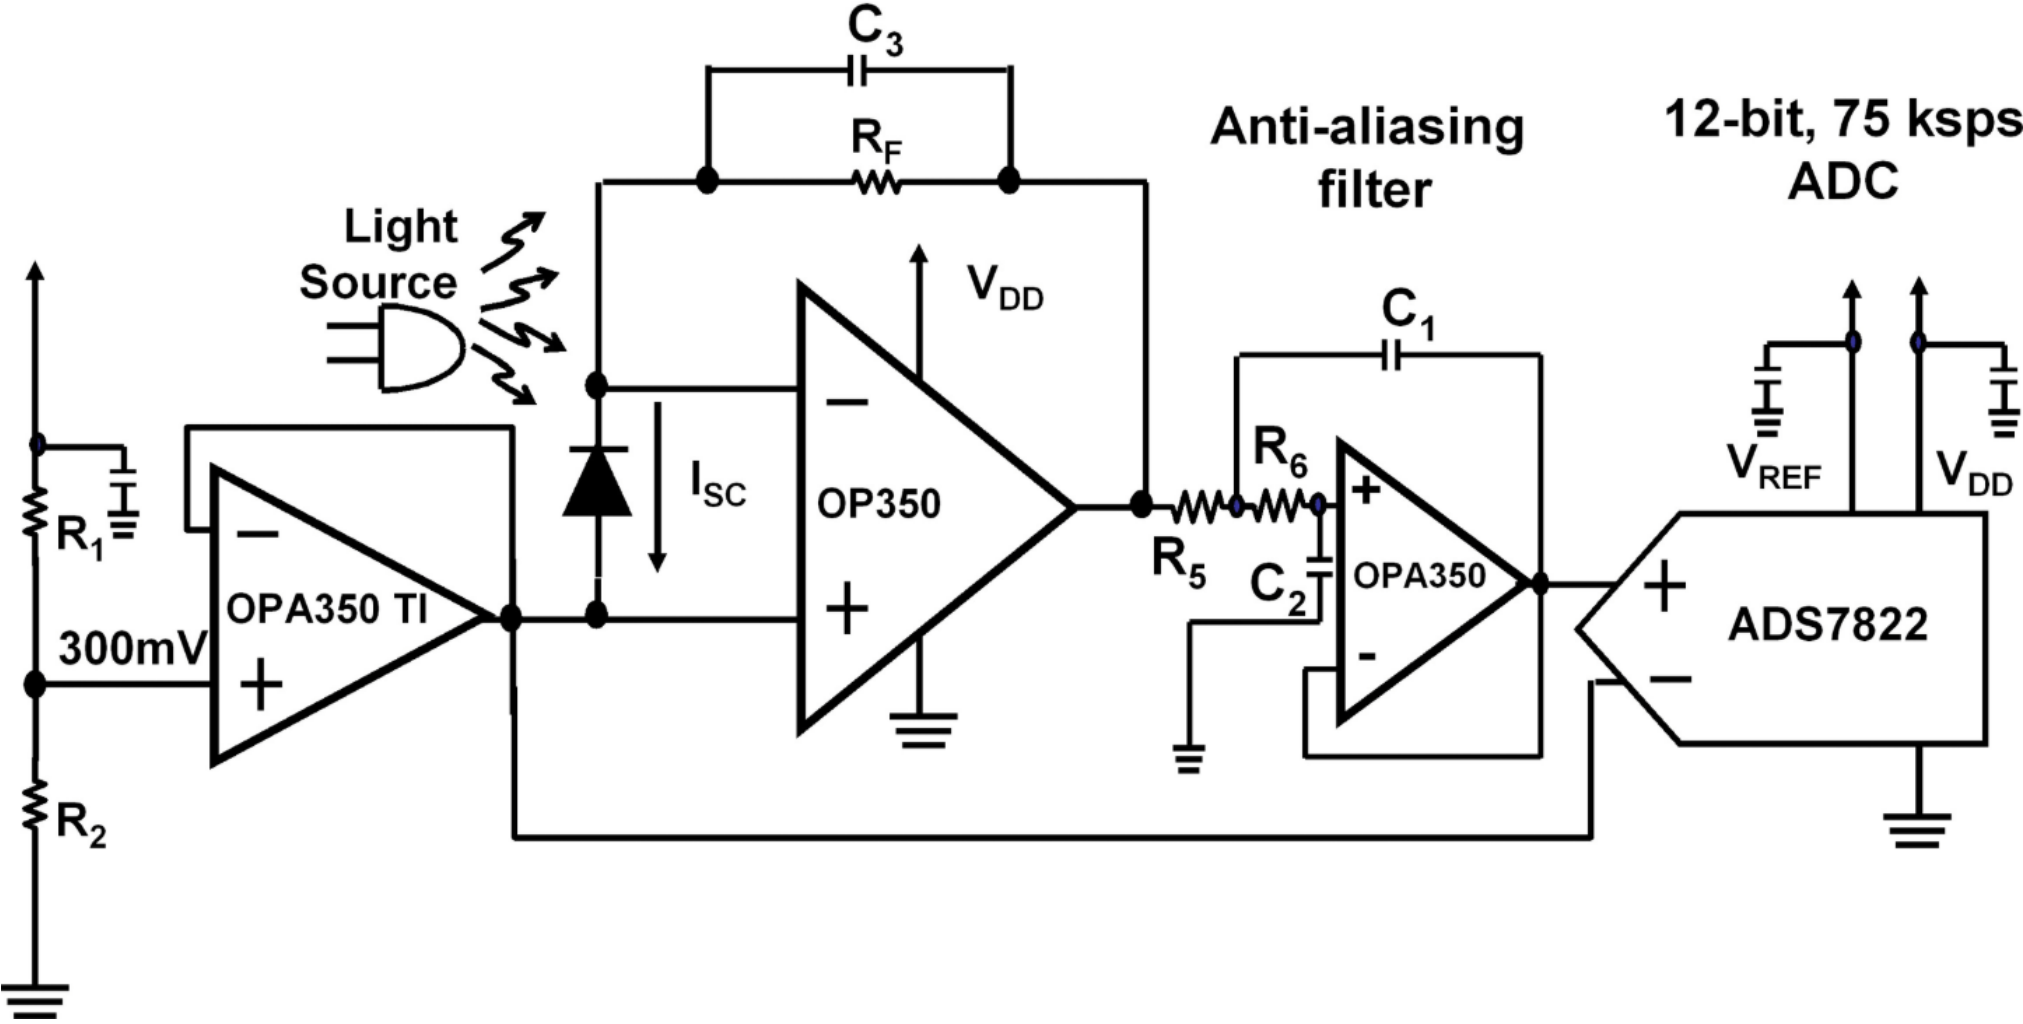 C3
RF
Light
Source
VDD
ISC
OP350
R1
OPA350 TI
300mV
R2
Anti-aliasing
filter
C1
R6
R5
C2
OPA350
+
-
12-bit, 75 ksps
ADC
VREF
VDD
ADS7822